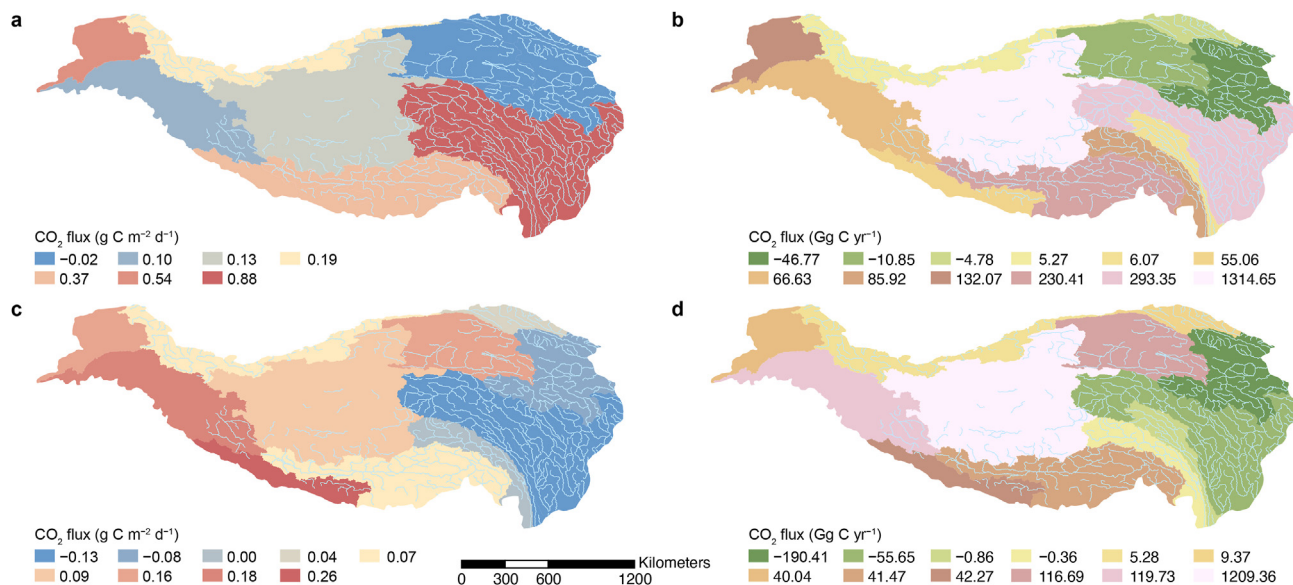 a
CO₂ flux (g C m⁻² d⁻¹)
−0.02 0.10 0.13 0.19
0.37 0.54 0.88
b
CO₂ flux (Gg C yr⁻¹)
−46.77 −10.85 −4.78 5.27 6.07 55.06
66.63 85.92 132.07 230.41 293.35 1314.65
c
CO₂ flux (g C m⁻² d⁻¹)
−0.13 −0.08 0.00 0.04 0.07
0.09 0.16 0.18 0.26
Kilometers
0 300 600 1200
d
CO₂ flux (Gg C yr⁻¹)
−190.41 −55.65 −0.86 −0.36 5.28 9.37
40.04 41.47 42.27 116.69 119.73 1009.36